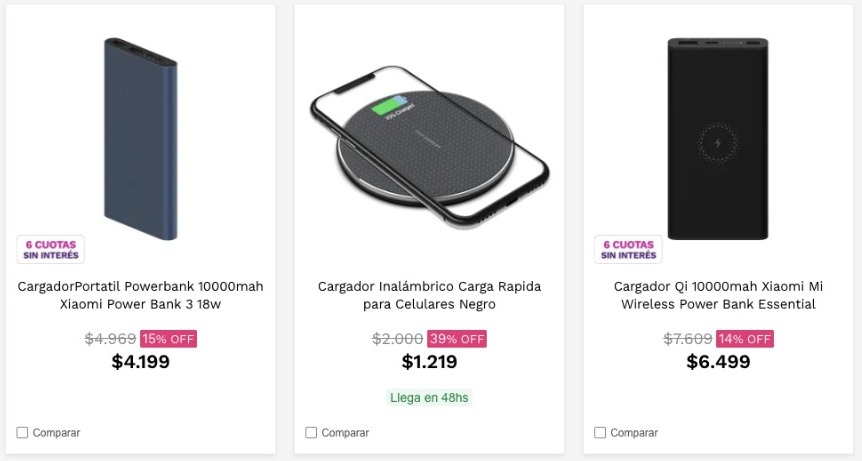 6 CUOTAS
SIN INTERÉS
CargadorPortatil Powerbank 10000mah
Xiaomi Power Bank 3 18w
$4.969 15% OFF
$4.199
Comparar
Cargador Inalámbrico Carga Rapida
para Celulares Negro
$2.000 39% OFF
$1.219
Llega en 48hs
Comparar
6 CUOTAS
SIN INTERÉS
Cargador Qi 10000mah Xiaomi Mi
Wireless Power Bank Essential
$7.609 14% OFF
$6.499
Comparar